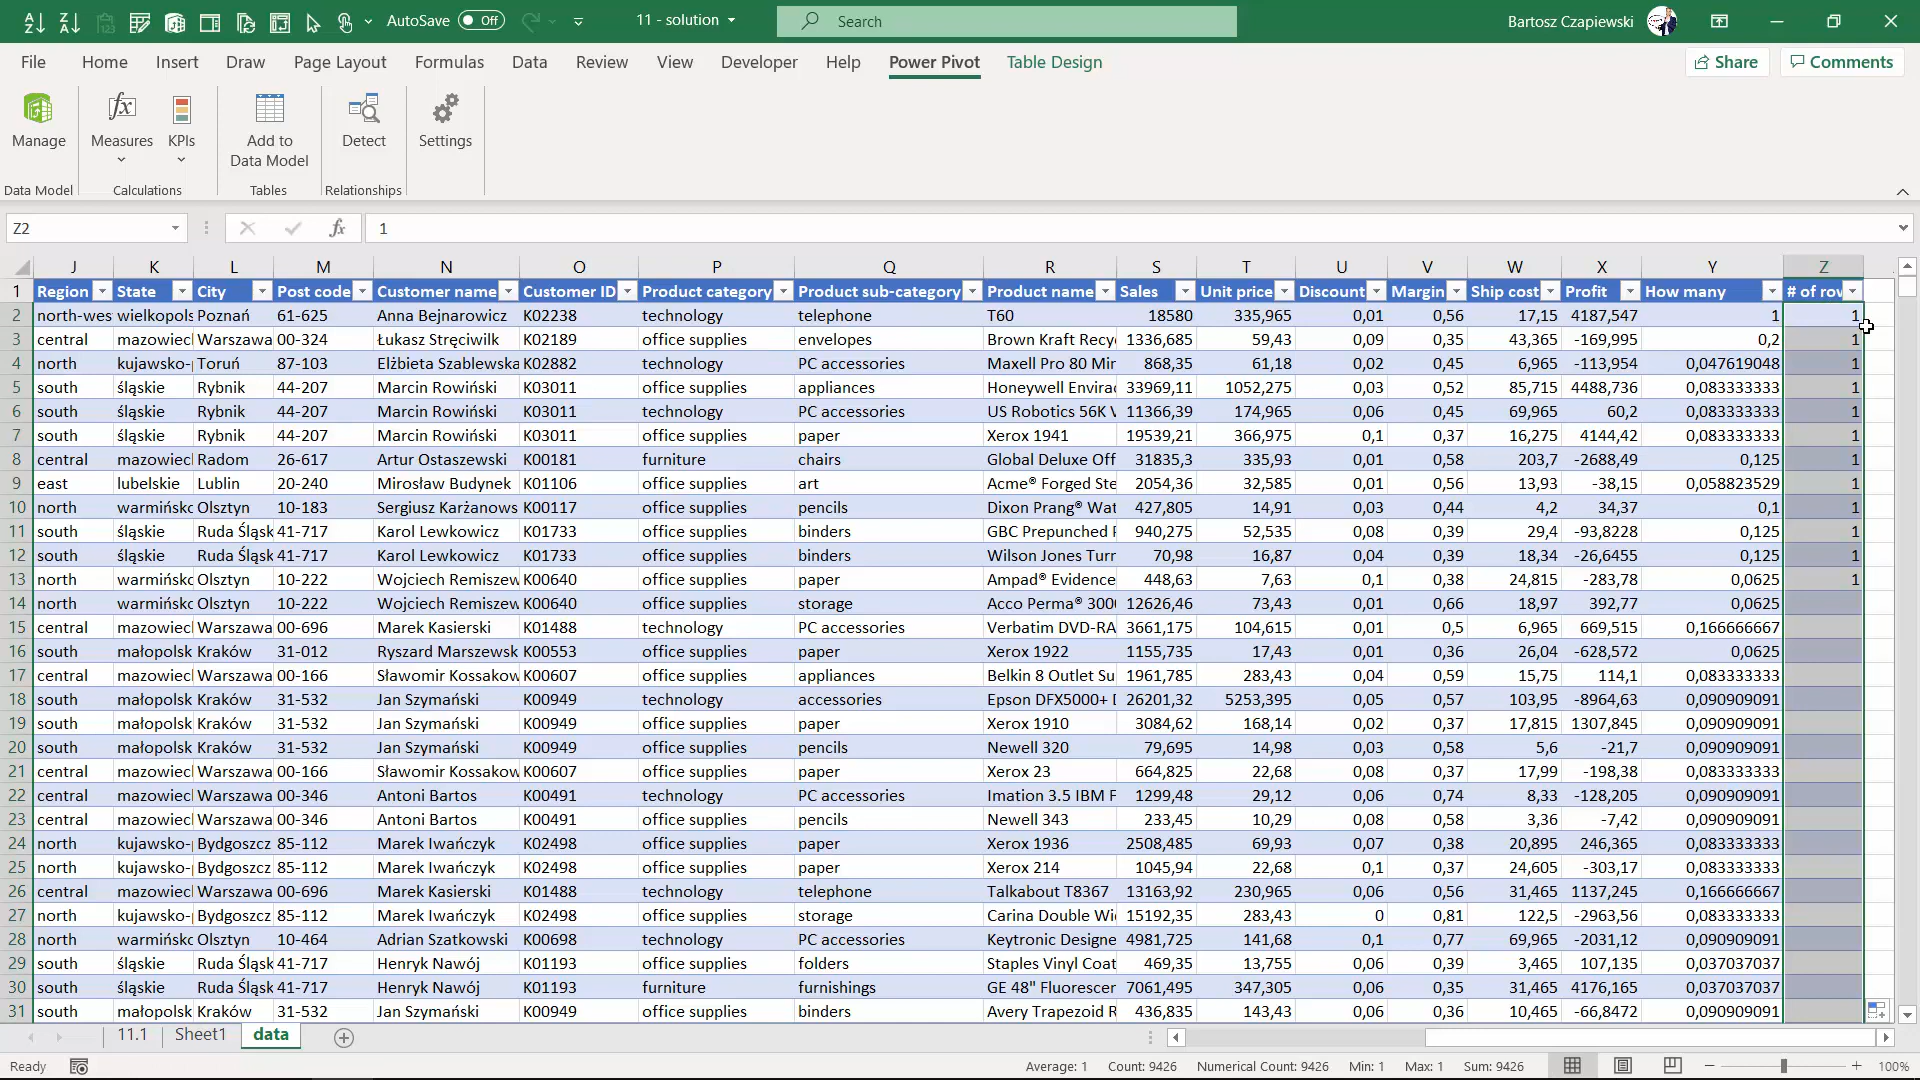 AutoSave Off 11 - solution Search Bartosz Czapiewski
File Home Insert Draw Page Layout Formulas Data Review View Developer Help Power Pivot Table Design Share Comments
Manage Measures KPIs Add to Data Model Detect Settings
Data Model Calculations Tables Relationships
Z2 fx 1
J K L M N O P Q R S T U V W X Y Z
1 Region State City Post code Customer name Customer ID Product category Product sub-category Product name Sales Unit price Discount Margin Ship cost Profit How many # of row
2 north-wes wielkopols Poznań 61-625 Anna Bejnarowicz K02238 technology telephone T60 18580 335,965 0,01 0,56 17,15 4187,547 1 1
3 central mazowiecl Warszawa 00-324 Łukasz Stręciwilk K02189 office supplies envelopes Brown Kraft Recy 1336,685 59,43 0,09 0,35 43,365 -169,995 0,2 1
4 north kujawsko- Toruń 87-103 Elżbieta Szablewska K02882 technology PC accessories Maxell Pro 80 Mir 868,35 61,18 0,02 0,45 6,965 -113,954 0,047619048 1
5 south śląskie Rybnik 44-207 Marcin Rowiński K03011 office supplies appliances Honeywell Envira 33969,11 1052,275 0,03 0,52 85,715 4488,736 0,083333333 1
6 south śląskie Rybnik 44-207 Marcin Rowiński K03011 technology PC accessories US Robotics 56K V 11366,39 174,965 0,06 0,45 69,965 60,2 0,083333333 1
7 south śląskie Rybnik 44-207 Marcin Rowiński K03011 office supplies paper Xerox 1941 19539,21 366,975 0,1 0,37 16,275 4144,42 0,083333333 1
8 central mazowiecl Radom 26-617 Artur Ostaszewski K00181 furniture chairs Global Deluxe Off 31835,3 335,93 0,01 0,58 203,7 -2688,49 0,125 1
9 east lubelskie Lublin 20-240 Mirosław Budynek K01106 office supplies art Acme® Forged Ste 2054,36 32,585 0,01 0,56 13,93 -38,15 0,058823529 1
10 north warmińsko Olsztyn 10-183 Sergiusz Karżanows K00117 office supplies pencils Dixon Prang® Wat 427,805 14,91 0,03 0,44 4,2 34,37 0,1 1
11 south śląskie Ruda Śląsk 41-717 Karol Lewkowicz K01733 office supplies binders GBC Prepunched F 940,275 52,535 0,08 0,39 29,4 -93,8228 0,125 1
12 south śląskie Ruda Śląsk 41-717 Karol Lewkowicz K01733 office supplies binders Wilson Jones Turr 70,98 16,87 0,04 0,39 18,34 -26,6455 0,125 1
13 north warmińsko Olsztyn 10-222 Wojciech Remiszew K00640 office supplies paper Ampad® Evidence 448,63 7,63 0,1 0,38 24,815 -283,78 0,0625 1
14 north warmińsko Olsztyn 10-222 Wojciech Remiszew K00640 office supplies storage Acco Perma® 300 12626,46 73,43 0,01 0,66 18,97 392,77 0,0625
15 central mazowiecl Warszawa 00-696 Marek Kasierski K01488 technology PC accessories Verbatim DVD-RA 3661,175 104,615 0,01 0,5 6,965 669,515 0,166666667
16 south małopolsk Kraków 31-012 Ryszard Marszewsk K00553 office supplies paper Xerox 1922 1155,735 17,43 0,01 0,36 26,04 -628,572 0,0625
17 central mazowiecl Warszawa 00-166 Sławomir Kossakow K00607 office supplies appliances Belkin 8 Outlet Su 1961,785 283,43 0,04 0,59 15,75 114,1 0,083333333
18 south małopolsk Kraków 31-532 Jan Szymański K00949 technology accessories Epson DFX5000+ D 26201,32 5253,395 0,05 0,57 103,95 -8964,63 0,090909091
19 south małopolsk Kraków 31-532 Jan Szymański K00949 office supplies paper Xerox 1910 3084,62 168,14 0,02 0,37 17,815 1307,845 0,090909091
20 south małopolsk Kraków 31-532 Jan Szymański K00949 office supplies pencils Newell 320 79,695 14,98 0,03 0,58 5,6 -21,7 0,090909091
21 central mazowiecl Warszawa 00-166 Sławomir Kossakow K00607 office supplies paper Xerox 23 664,825 22,68 0,08 0,37 17,99 -198,38 0,083333333
22 central mazowiecl Warszawa 00-346 Antoni Bartos K00491 technology PC accessories Imation 3.5 IBM F 1299,48 29,12 0,06 0,74 8,33 -128,205 0,090909091
23 central mazowiecl Warszawa 00-346 Antoni Bartos K00491 office supplies pencils Newell 343 233,45 10,29 0,08 0,58 3,36 -7,42 0,090909091
24 north kujawsko- Bydgoszcz 85-112 Marek Iwańczyk K02498 office supplies paper Xerox 1936 2508,485 69,93 0,07 0,38 20,895 246,365 0,083333333
25 north kujawsko- Bydgoszcz 85-112 Marek Iwańczyk K02498 office supplies paper Xerox 214 1045,94 22,68 0,1 0,37 24,605 -303,17 0,083333333
26 central mazowiecl Warszawa 00-696 Marek Kasierski K01488 technology telephone Talkabout T8367 13163,92 230,965 0,06 0,56 31,465 1137,245 0,166666667
27 north kujawsko- Bydgoszcz 85-112 Marek Iwańczyk K02498 office supplies storage Carina Double Wi 15192,35 283,43 0 0,81 122,5 -2963,56 0,083333333
28 north warmińsko Olsztyn 10-464 Adrian Szatkowski K00698 technology PC accessories Keytronic Designe 4981,725 141,68 0,1 0,77 69,965 -2031,12 0,090909091
29 south śląskie Ruda Śląsk 41-717 Henryk Nawój K01193 office supplies folders Staples Vinyl Coat 469,35 13,755 0,06 0,39 3,465 107,135 0,037037037
30 south śląskie Ruda Śląsk 41-717 Henryk Nawój K01193 furniture furnishings GE 48" Fluorescer 7061,495 347,305 0,06 0,35 31,465 4176,165 0,037037037
31 south małopolsk Kraków 31-532 Jan Szymański K00949 office supplies binders Avery Trapezoid R 436,835 143,43 0,06 0,36 10,465 -66,8472 0,090909091
11.1 Sheet1 data
Ready Average: 1 Count: 9426 Numerical Count: 9426 Min: 1 Max: 1 Sum: 9426 100%